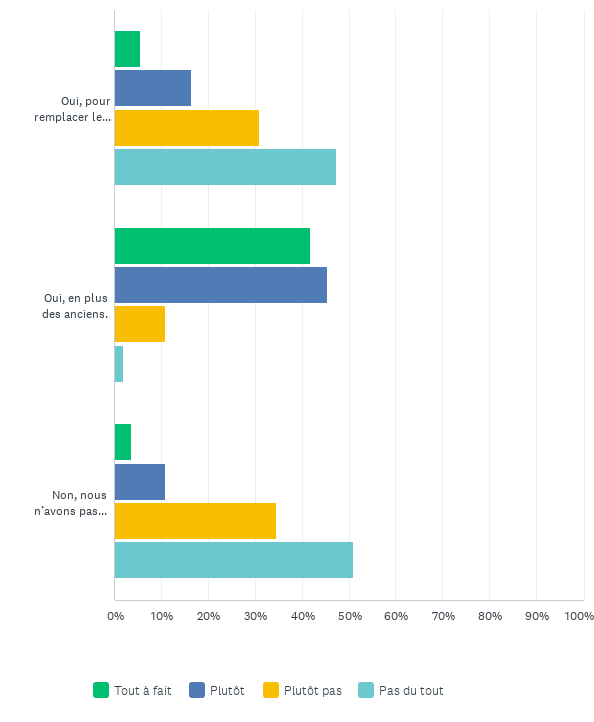 Oui, pour
remplacer le...
Oui, en plus
des anciens.
Non, nous
n'avons pas...
0% 10% 20% 30% 40% 50% 60% 70% 80% 90% 100%
Tout à fait Plutôt Plutôt pas Pas du tout